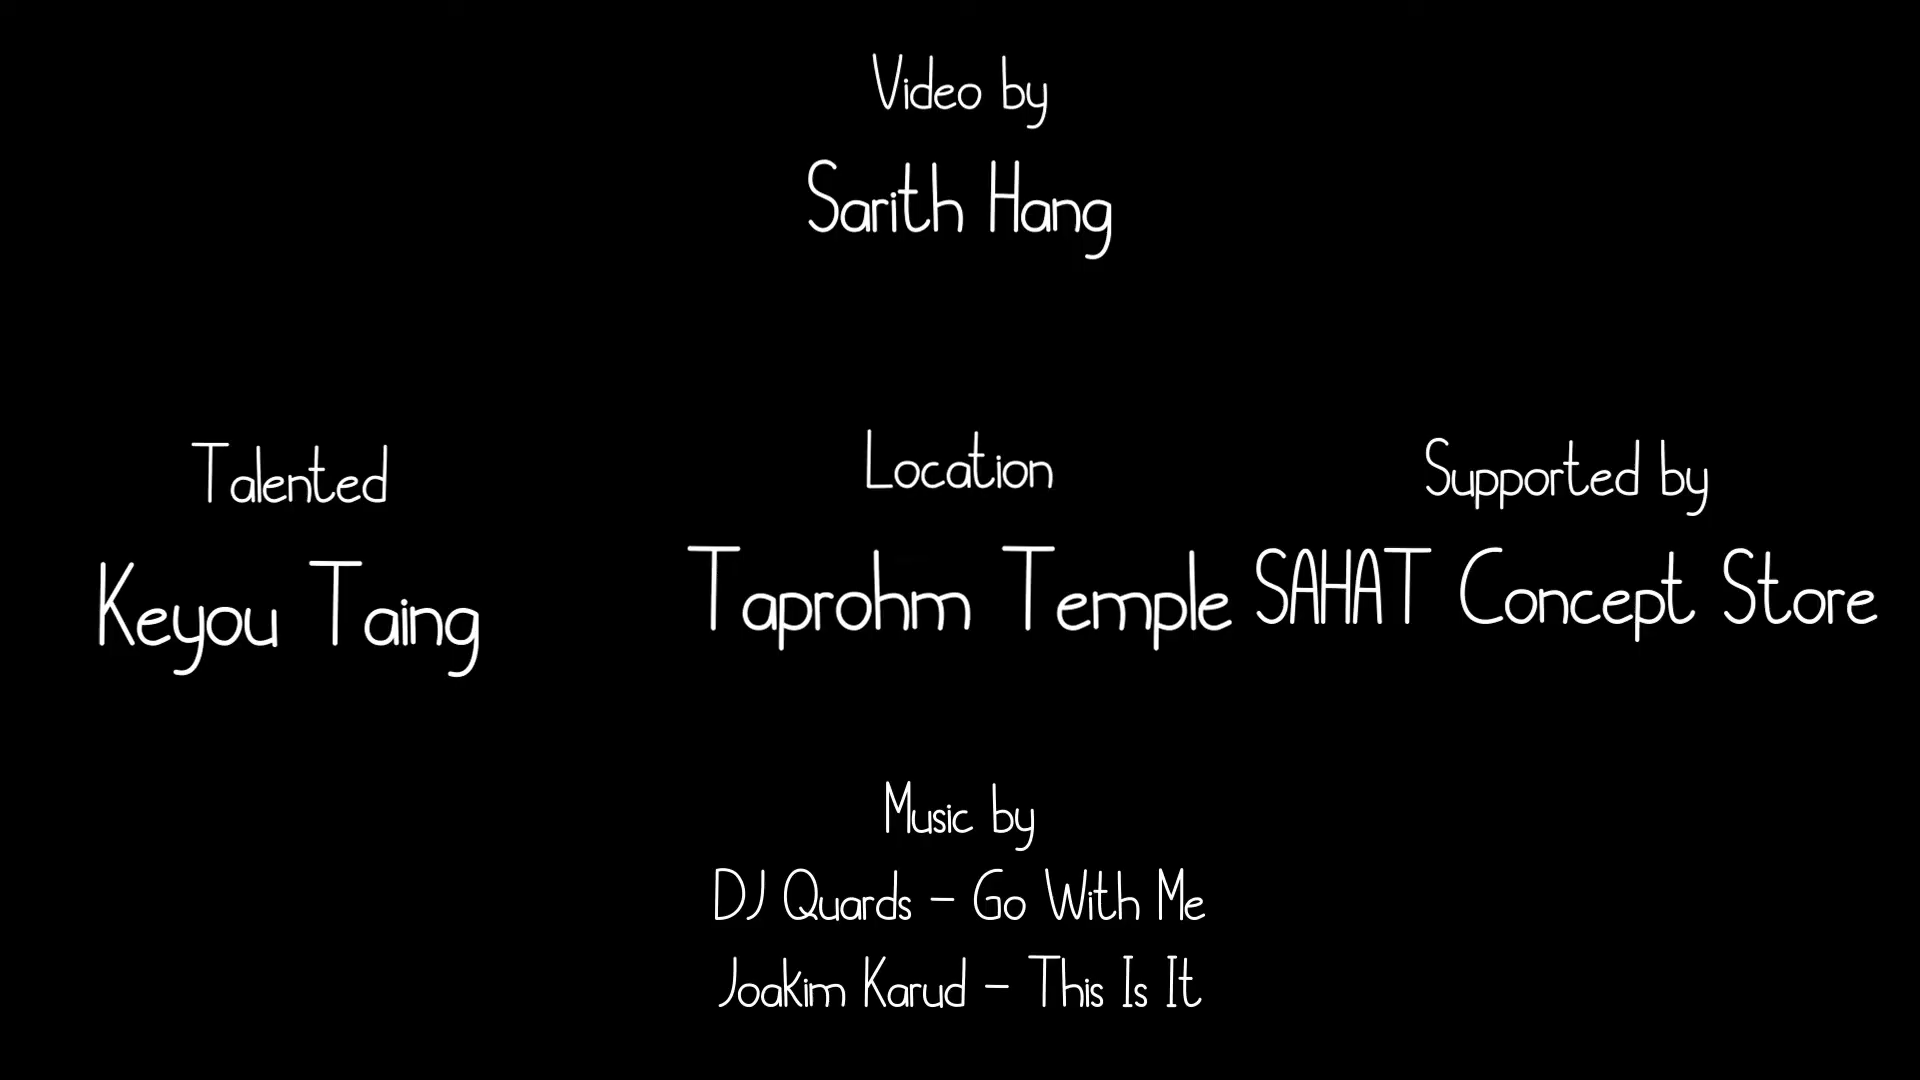 Video by
Sarith Hang
Talented
Keyou Taing
Location
Taprohm Temple
Supported by
SAHAT Concept Store
Music by
DJ Quards - Go With Me
Joakim Karud - This Is It